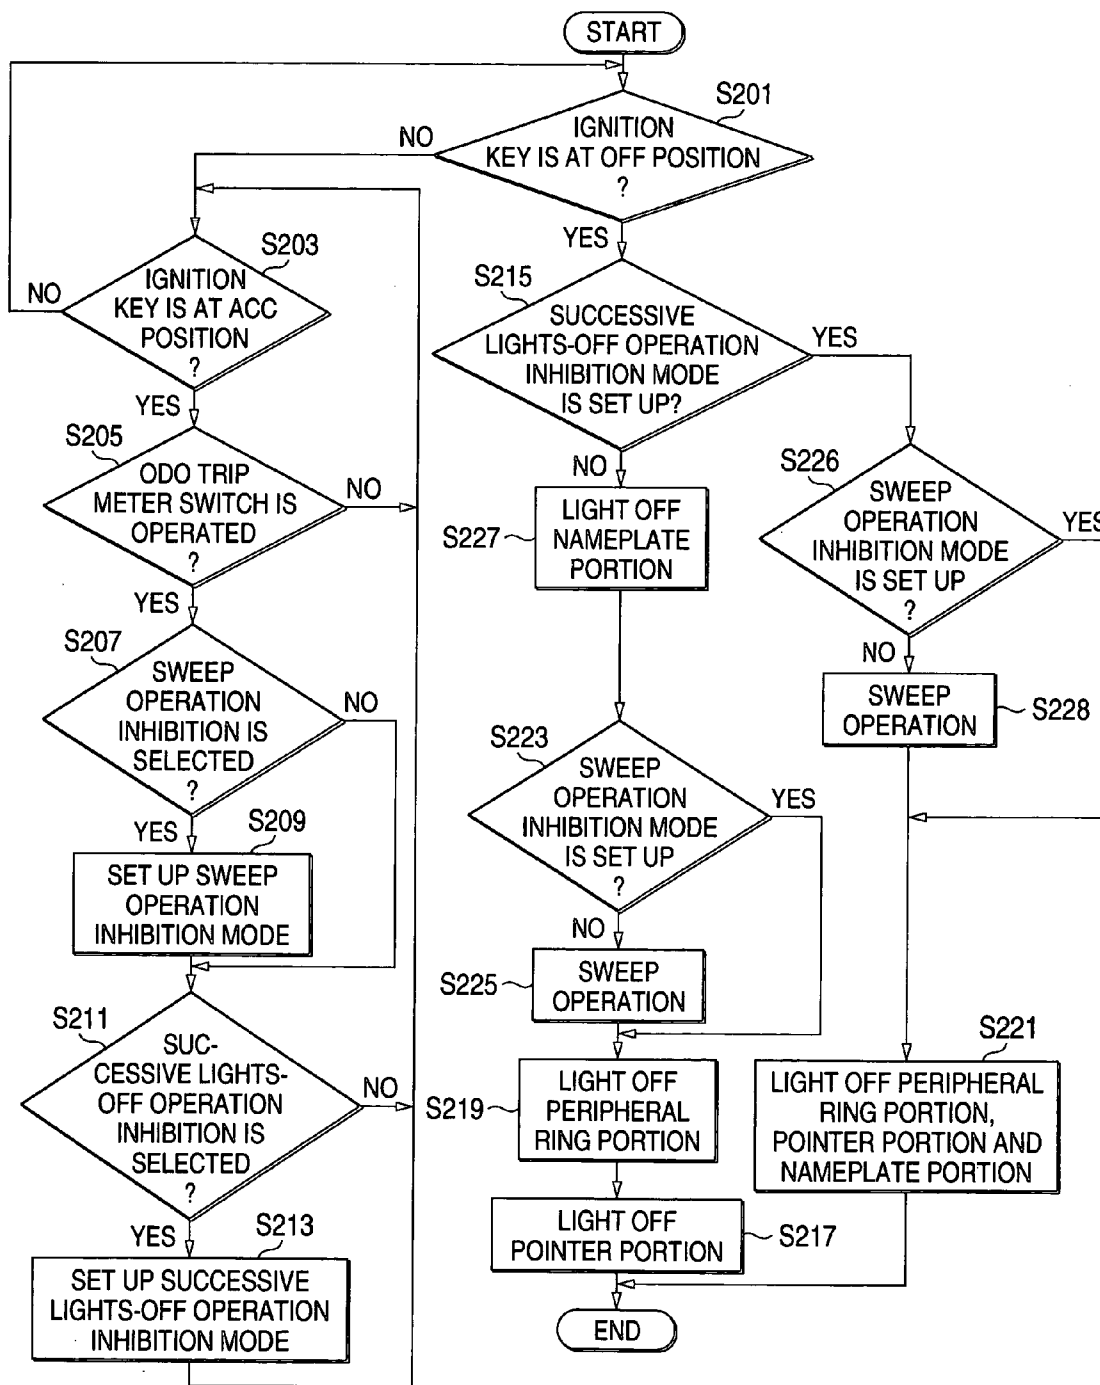 START
S201
IGNITION
KEY IS AT OFF POSITION
?
NO
YES
S203
IGNITION
KEY IS AT ACC
POSITION
?
NO
YES
S205
ODO TRIP
METER SWITCH IS
OPERATED
?
NO
YES
S207
SWEEP
OPERATION
INHIBITION IS
SELECTED
?
NO
YES
S209
SET UP SWEEP
OPERATION
INHIBITION MODE
S211
SUC-
CESSIVE LIGHTS-
OFF OPERATION
INHIBITION IS
SELECTED
?
NO
YES
S213
SET UP SUCCESSIVE
LIGHTS-OFF OPERATION
INHIBITION MODE
S215
SUCCESSIVE
LIGHTS-OFF OPERATION
INHIBITION MODE
IS SET UP?
YES
NO
S227
LIGHT OFF
NAMEPLATE
PORTION
S223
SWEEP
OPERATION
INHIBITION MODE
IS SET UP
?
YES
NO
S225
SWEEP
OPERATION
S219
LIGHT OFF
PERIPHERAL
RING PORTION
LIGHT OFF
POINTER PORTION
S217
END
S226
SWEEP
OPERATION
INHIBITION MODE
IS SET UP
?
YES
NO
SWEEP
OPERATION
S228
S221
LIGHT OFF PERIPHERAL
RING PORTION,
POINTER PORTION AND
NAMEPLATE PORTION